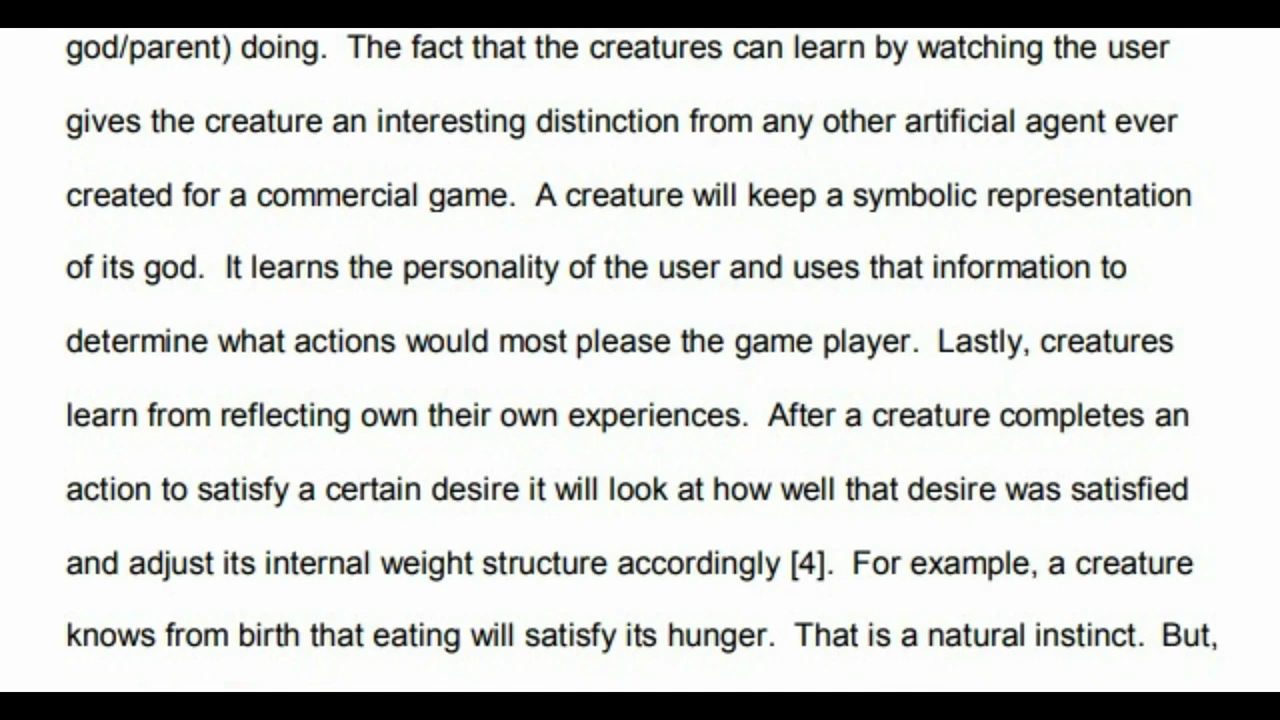 god/parent) doing.  The fact that the creatures can learn by watching the user
gives the creature an interesting distinction from any other artificial agent ever
created for a commercial game.  A creature will keep a symbolic representation
of its god.  It learns the personality of the user and uses that information to
determine what actions would most please the game player.  Lastly, creatures
learn from reflecting own their own experiences.  After a creature completes an
action to satisfy a certain desire it will look at how well that desire was satisfied
and adjust its internal weight structure accordingly [4].  For example, a creature
knows from birth that eating will satisfy its hunger.  That is a natural instinct.  But,